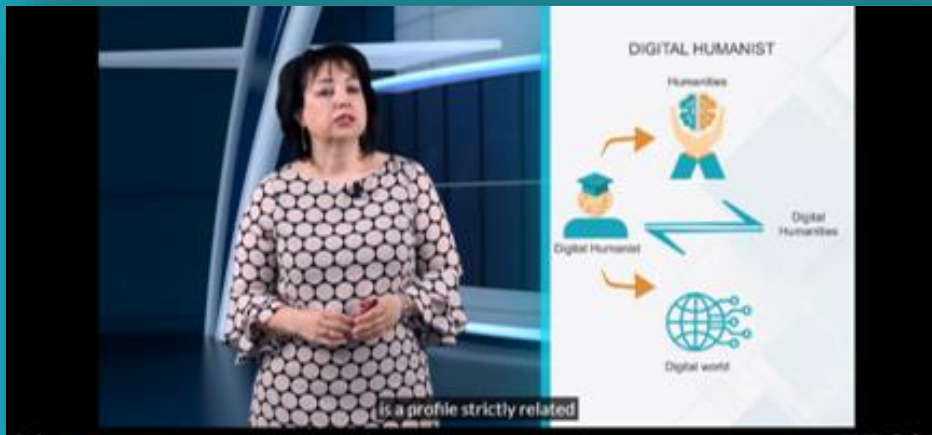 DIGITAL HUMANIST
Humanities
Digital Humanist
Digital
Humanities
Digital world
is a profile strictly related